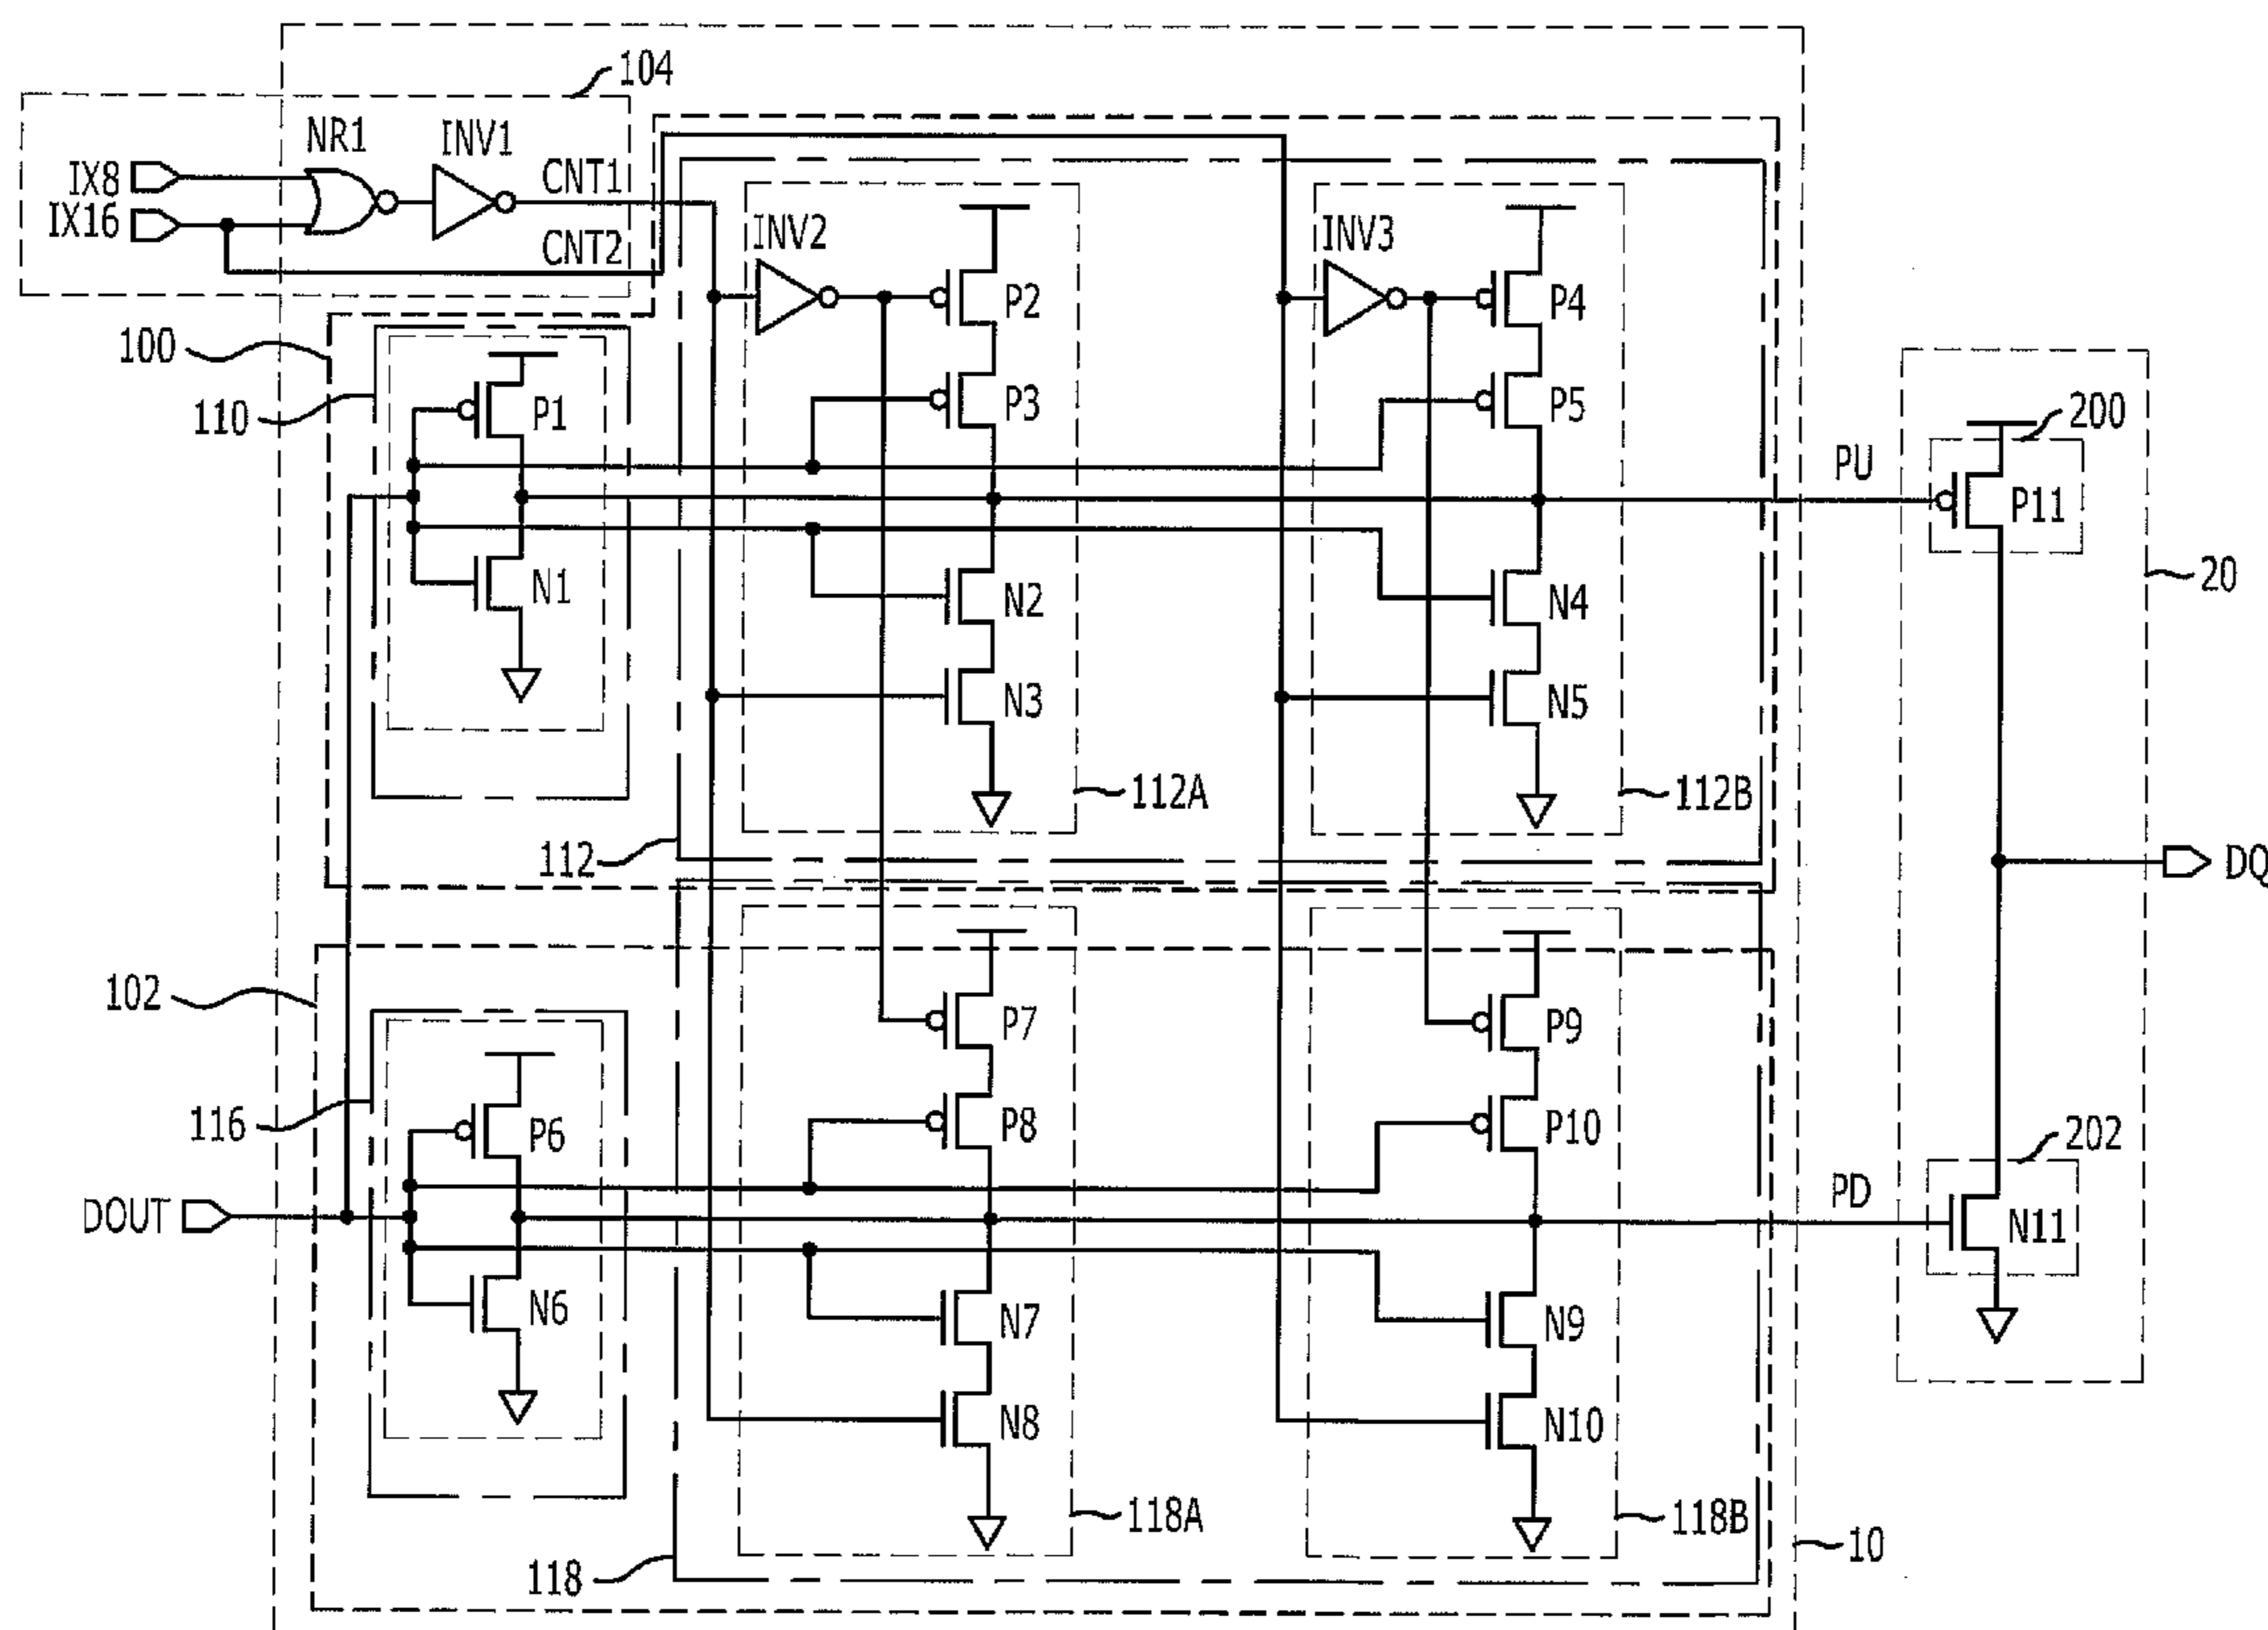 104
NR1
INV1
IX8
CNT1
IX16
CNT2
INV2
INV3
P2
P4
100
110
P1
P3
P5
200
PU
P11
20
N1
N2
N4
N3
N5
112A
112B
112
DQ
102
P7
P9
116
P6
P8
P10
202
DOUT
PD
N11
N6
N7
N9
N8
N10
118A
118B
10
118